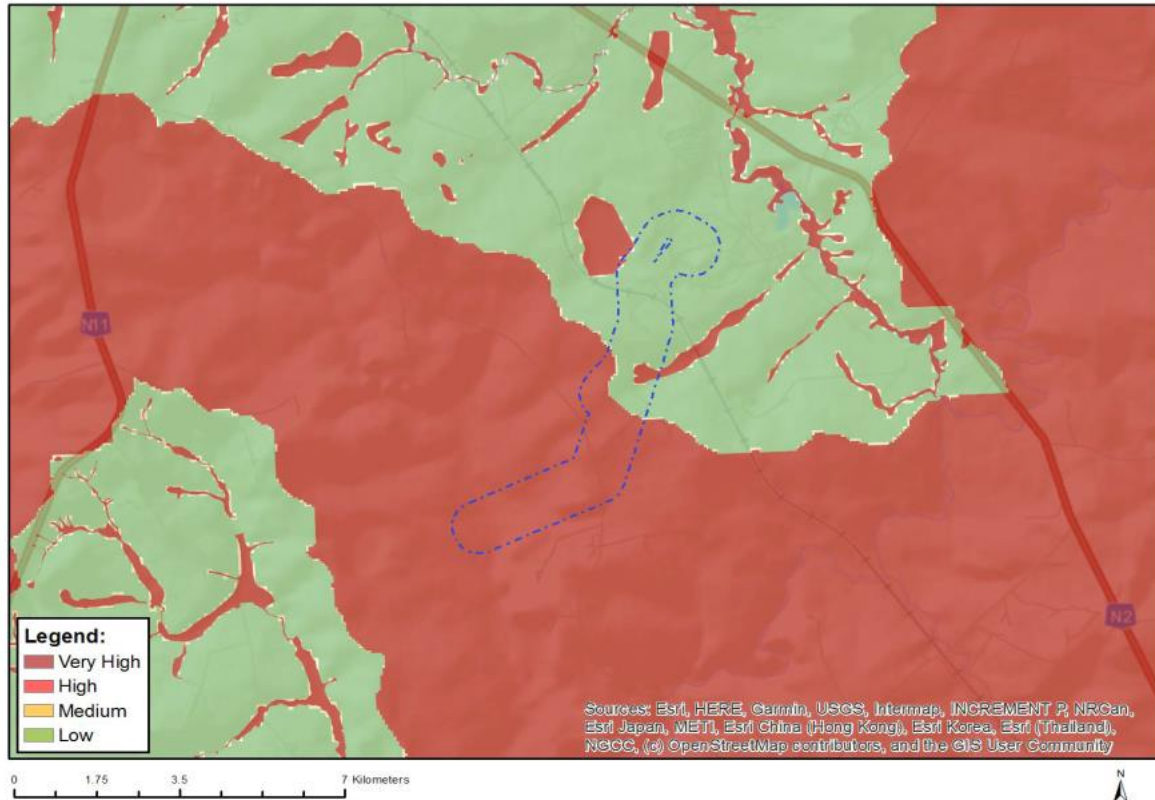 N11
N2
Legend:
Very High
High
Medium
Low
Sources: Esri, HERE, Garmin, USGS, Intermap, INCREMENT P, NRCan,
Esri Japan, METI, Esri China (Hong Kong), Esri Korea, Esri (Thailand),
NGCC, (c) OpenStreetMap contributors, and the GIS User Community
0 1.75 3.5 7 Kilometers
N